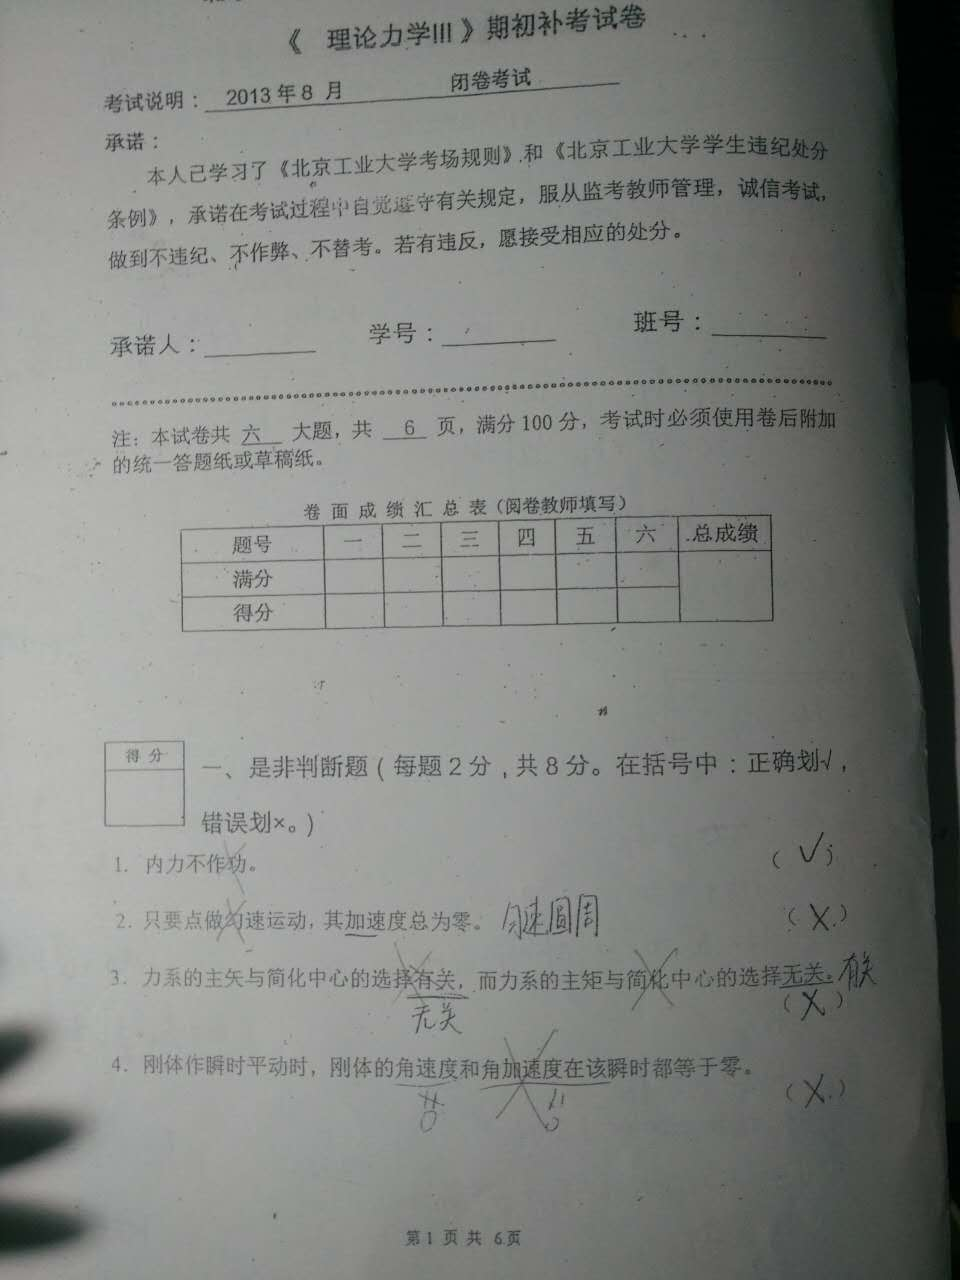 《 理论力学III 》期初补考试卷
考试说明： 2013 年 8 月 闭卷考试
承诺：
本人已学习了《北京工业大学考场规则》和《北京工业大学学生违纪处分
条例》，承诺在考试过程中自觉遵守有关规定，服从监考教师管理，诚信考试，
做到不违纪、不作弊、不替考。若有违反，愿接受相应的处分。
承诺人： 学号： 班号：
注：本试卷共 六 大题，共 6 页，满分 100 分，考试时必须使用卷后附加
的统一答题纸或草稿纸。
卷 面 成 绩 汇 总 表（阅卷教师填写）
题号 一 二 三 四 五 六 总成绩
满分
得分
得 分
一、是非判断题（每题 2 分，共 8 分。在括号中：正确划√，
错误划×。）
1. 内力不作功。 （ √ ）
2. 只要点做匀速运动，其加速度总为零。 匀速圆周 （ × ）
3. 力系的主矢与简化中心的选择有关，而力系的主矩与简化中心的选择无关。 有关
无关 （ × ）
4. 刚体作瞬时平动时，刚体的角速度和角加速度在该瞬时都等于零。
（ × ）
第 1 页 共 6 页